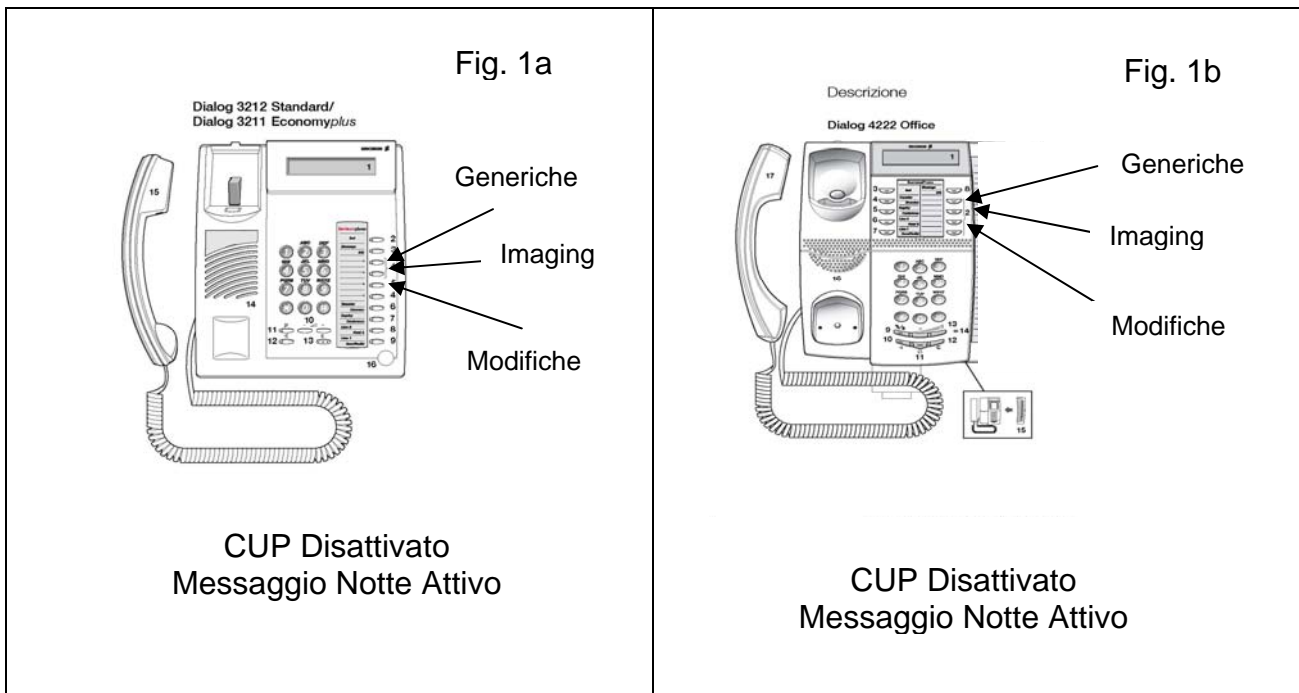 Fig. 1a
Dialog 3212 Standard/
Dialog 3211 Economyplus
ERICSSON
1
Generiche
Imaging
Modifiche
15
14
10
11
12
13
16
2
3
4
6
7
8
9
CUP Disattivato
Messaggio Notte Attivo
Fig. 1b
Descrizione
Dialog 4222 Office
1
Generiche
Imaging
Modifiche
17
3
4
5
6
7
8
2
16
9
10
11
12
13
14
15
CUP Disattivato
Messaggio Notte Attivo